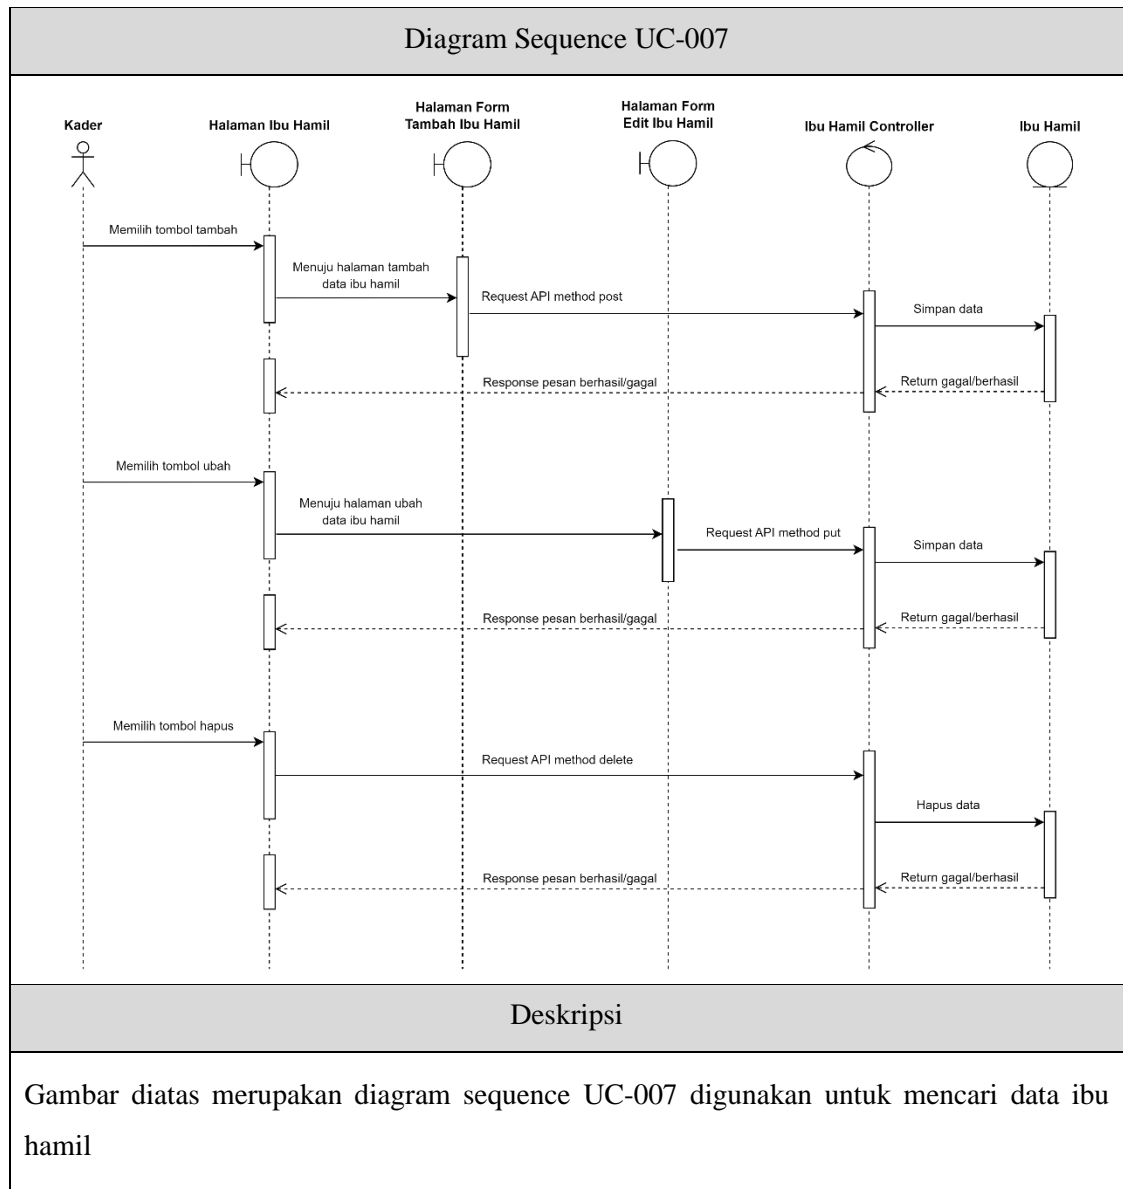 Diagram Sequence UC-007
Kader
Halaman Ibu Hamil
Halaman Form
Tambah Ibu Hamil
Halaman Form
Edit Ibu Hamil
Ibu Hamil Controller
Ibu Hamil
Memilih tombol tambah
Menuju halaman tambah
data ibu hamil
Request API method post
Simpan data
Response pesan berhasil/gagal
Return gagal/berhasil
Memilih tombol ubah
Menuju halaman ubah
data ibu hamil
Request API method put
Simpan data
Response pesan berhasil/gagal
Return gagal/berhasil
Memilih tombol hapus
Request API method delete
Hapus data
Response pesan berhasil/gagal
Return gagal/berhasil
Deskripsi
Gambar diatas merupakan diagram sequence UC-007 digunakan untuk mencari data ibu
hamil